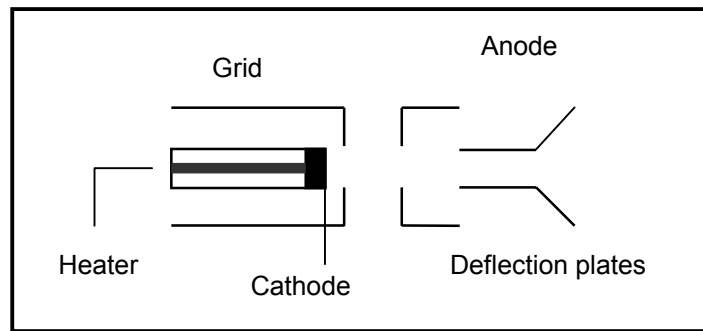 Anode
Grid
Heater
Deflection plates
Cathode